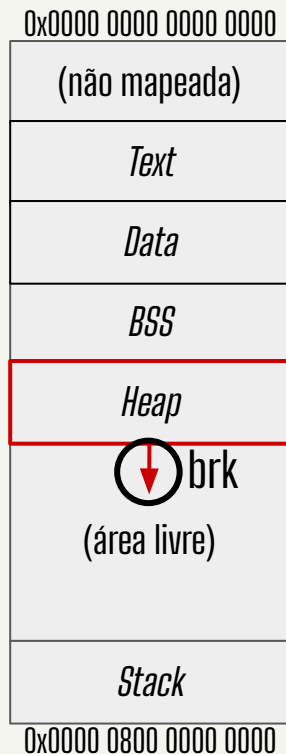 0x0000 0000 0000 0000
(não mapeada)
Text
Data
BSS
Heap
brk
(área livre)
Stack
0x0000 0800 0000 0000